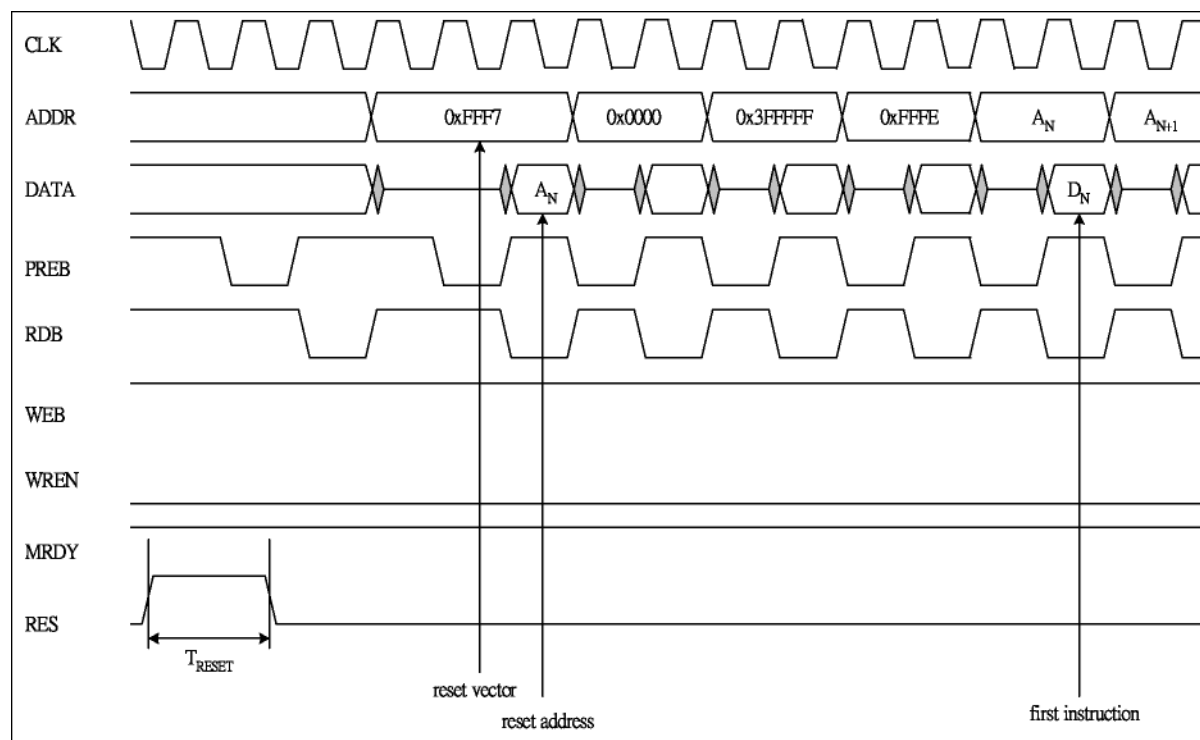 CLK
ADDR 0xFFF7 0x0000 0x3FFFFF 0xFFFE A_N A_N+1
DATA A_N D_N
PREB
RDB
WEB
WREN
MRDY
RES
T_RESET
reset vector
reset address
first instruction